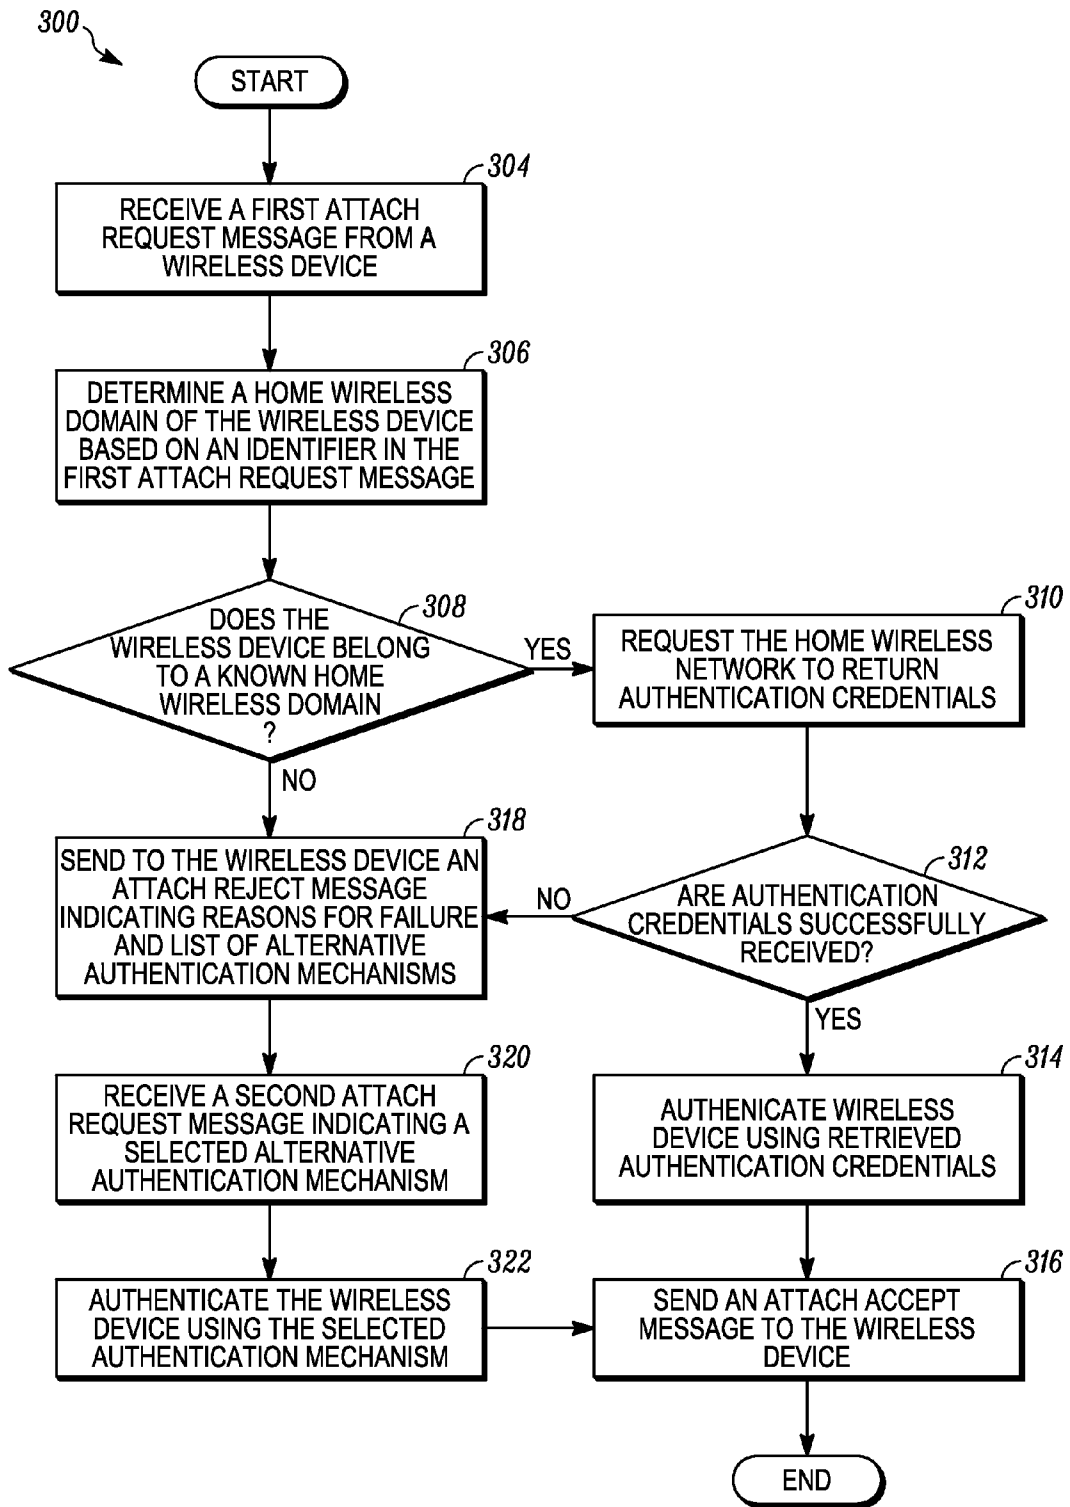 300
START
304
RECEIVE A FIRST ATTACH
REQUEST MESSAGE FROM A
WIRELESS DEVICE
306
DETERMINE A HOME WIRELESS
DOMAIN OF THE WIRELESS DEVICE
BASED ON AN IDENTIFIER IN THE
FIRST ATTACH REQUEST MESSAGE
308
DOES THE
WIRELESS DEVICE BELONG
TO A KNOWN HOME
WIRELESS DOMAIN
?
YES
310
REQUEST THE HOME WIRELESS
NETWORK TO RETURN
AUTHENTICATION CREDENTIALS
NO
318
SEND TO THE WIRELESS DEVICE AN
ATTACH REJECT MESSAGE
INDICATING REASONS FOR FAILURE
AND LIST OF ALTERNATIVE
AUTHENTICATION MECHANISMS
NO
312
ARE AUTHENTICATION
CREDENTIALS SUCCESSFULLY
RECEIVED?
YES
320
RECEIVE A SECOND ATTACH
REQUEST MESSAGE INDICATING A
SELECTED ALTERNATIVE
AUTHENTICATION MECHANISM
314
AUTHENICATE WIRELESS
DEVICE USING RETRIEVED
AUTHENTICATION CREDENTIALS
322
AUTHENTICATE THE WIRELESS
DEVICE USING THE SELECTED
AUTHENTICATION MECHANISM
316
SEND AN ATTACH ACCEPT
MESSAGE TO THE WIRELESS
DEVICE
END